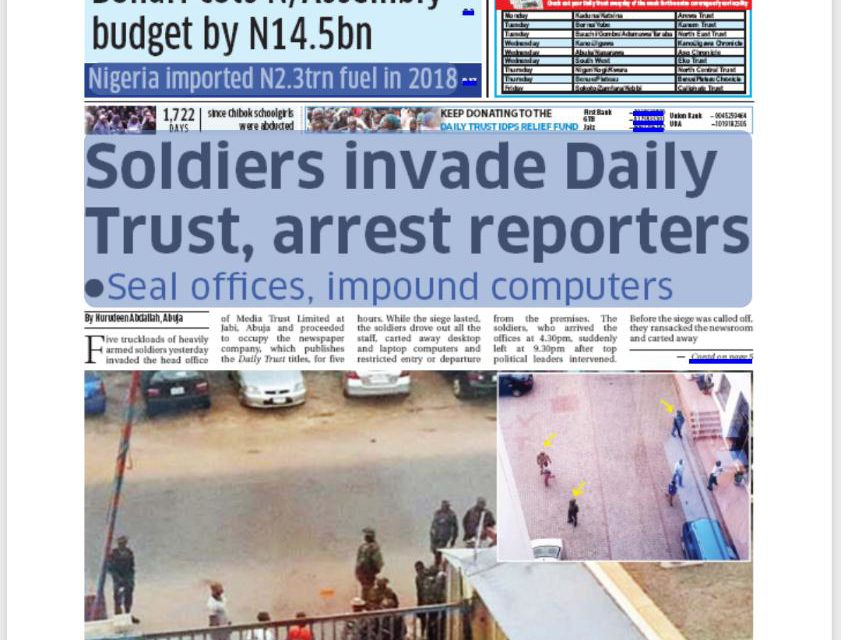 budget by N14.5bn
Nigeria imported N2.3trn fuel in 2018
Monday Kaduna/Katsina Aminiya Trust
Tuesday Borno/Yobe Kanem Trust
Tuesday Bauchi/Gombe/Adamawa/Taraba North East Trust
Wednesday Kano/Jigawa Kano/Jigawa Chronicle
Wednesday Abuja/Nasarawa Aso Chronicle
Wednesday South West Eko Trust
Thursday Niger/Kogi/Kwara North Central Trust
Thursday Benue/Plateau Benue/Plateau Chronicle
Friday Sokoto/Zamfara/Kebbi Caliphate Trust
1,722
DAYS
since Chibok schoolgirls
were abducted
KEEP DONATING TO THE
DAILY TRUST IDPS RELIEF FUND
First Bank
GTB
Jaiz
Union Bank - 0045293464
UBA - 1019182505
Soldiers invade Daily
Trust, arrest reporters
●Seal offices, impound computers
By Nurudeen Abdallah, Abuja
Five truckloads of heavily
armed soldiers yesterday
invaded the head office
of Media Trust Limited at
Jabi, Abuja and proceeded
to occupy the newspaper
company, which publishes
the Daily Trust titles, for five
hours. While the siege lasted,
the soldiers drove out all the
staff, carted away desktop
and laptop computers and
restricted entry or departure
from the premises. The
soldiers, who arrived the
offices at 4.30pm, suddenly
left at 9.30pm after top
political leaders intervened.
Before the siege was called off,
they ransacked the newsroom
and carted away
— Contd on page 5